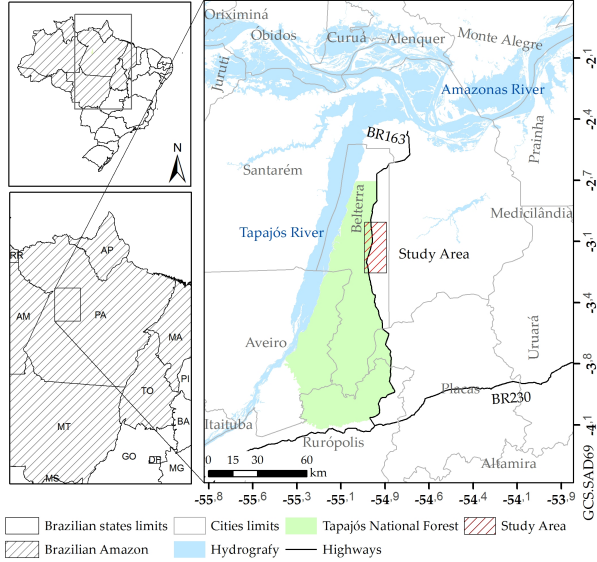 N
RR
AP
AM
PA
MA
PI
TO
BA
MT
GO
DF
MG
MS
Oriximiná
Óbidos
Curuá
Alenquer
Monte Alegre
Juruti
Amazonas River
Prainha
BR163
Santarém
Belterra
Medicilândia
Tapajós River
Study Area
Aveiro
Uruará
Placas
BR230
Itaituba
Rurópolis
Altamira
0 15 30 60
km
-2,1
-2,4
-2,7
-3,1
-3,4
-3,8
-4,1
GCS.SAD69
-55,8 -55,6 -55,3 -55,1 -54,9 -54,6 -54,4 -54,1 -53,9
Brazilian states limits Cities limits Tapajós National Forest Study Area
Brazilian Amazon Hydrografy Highways